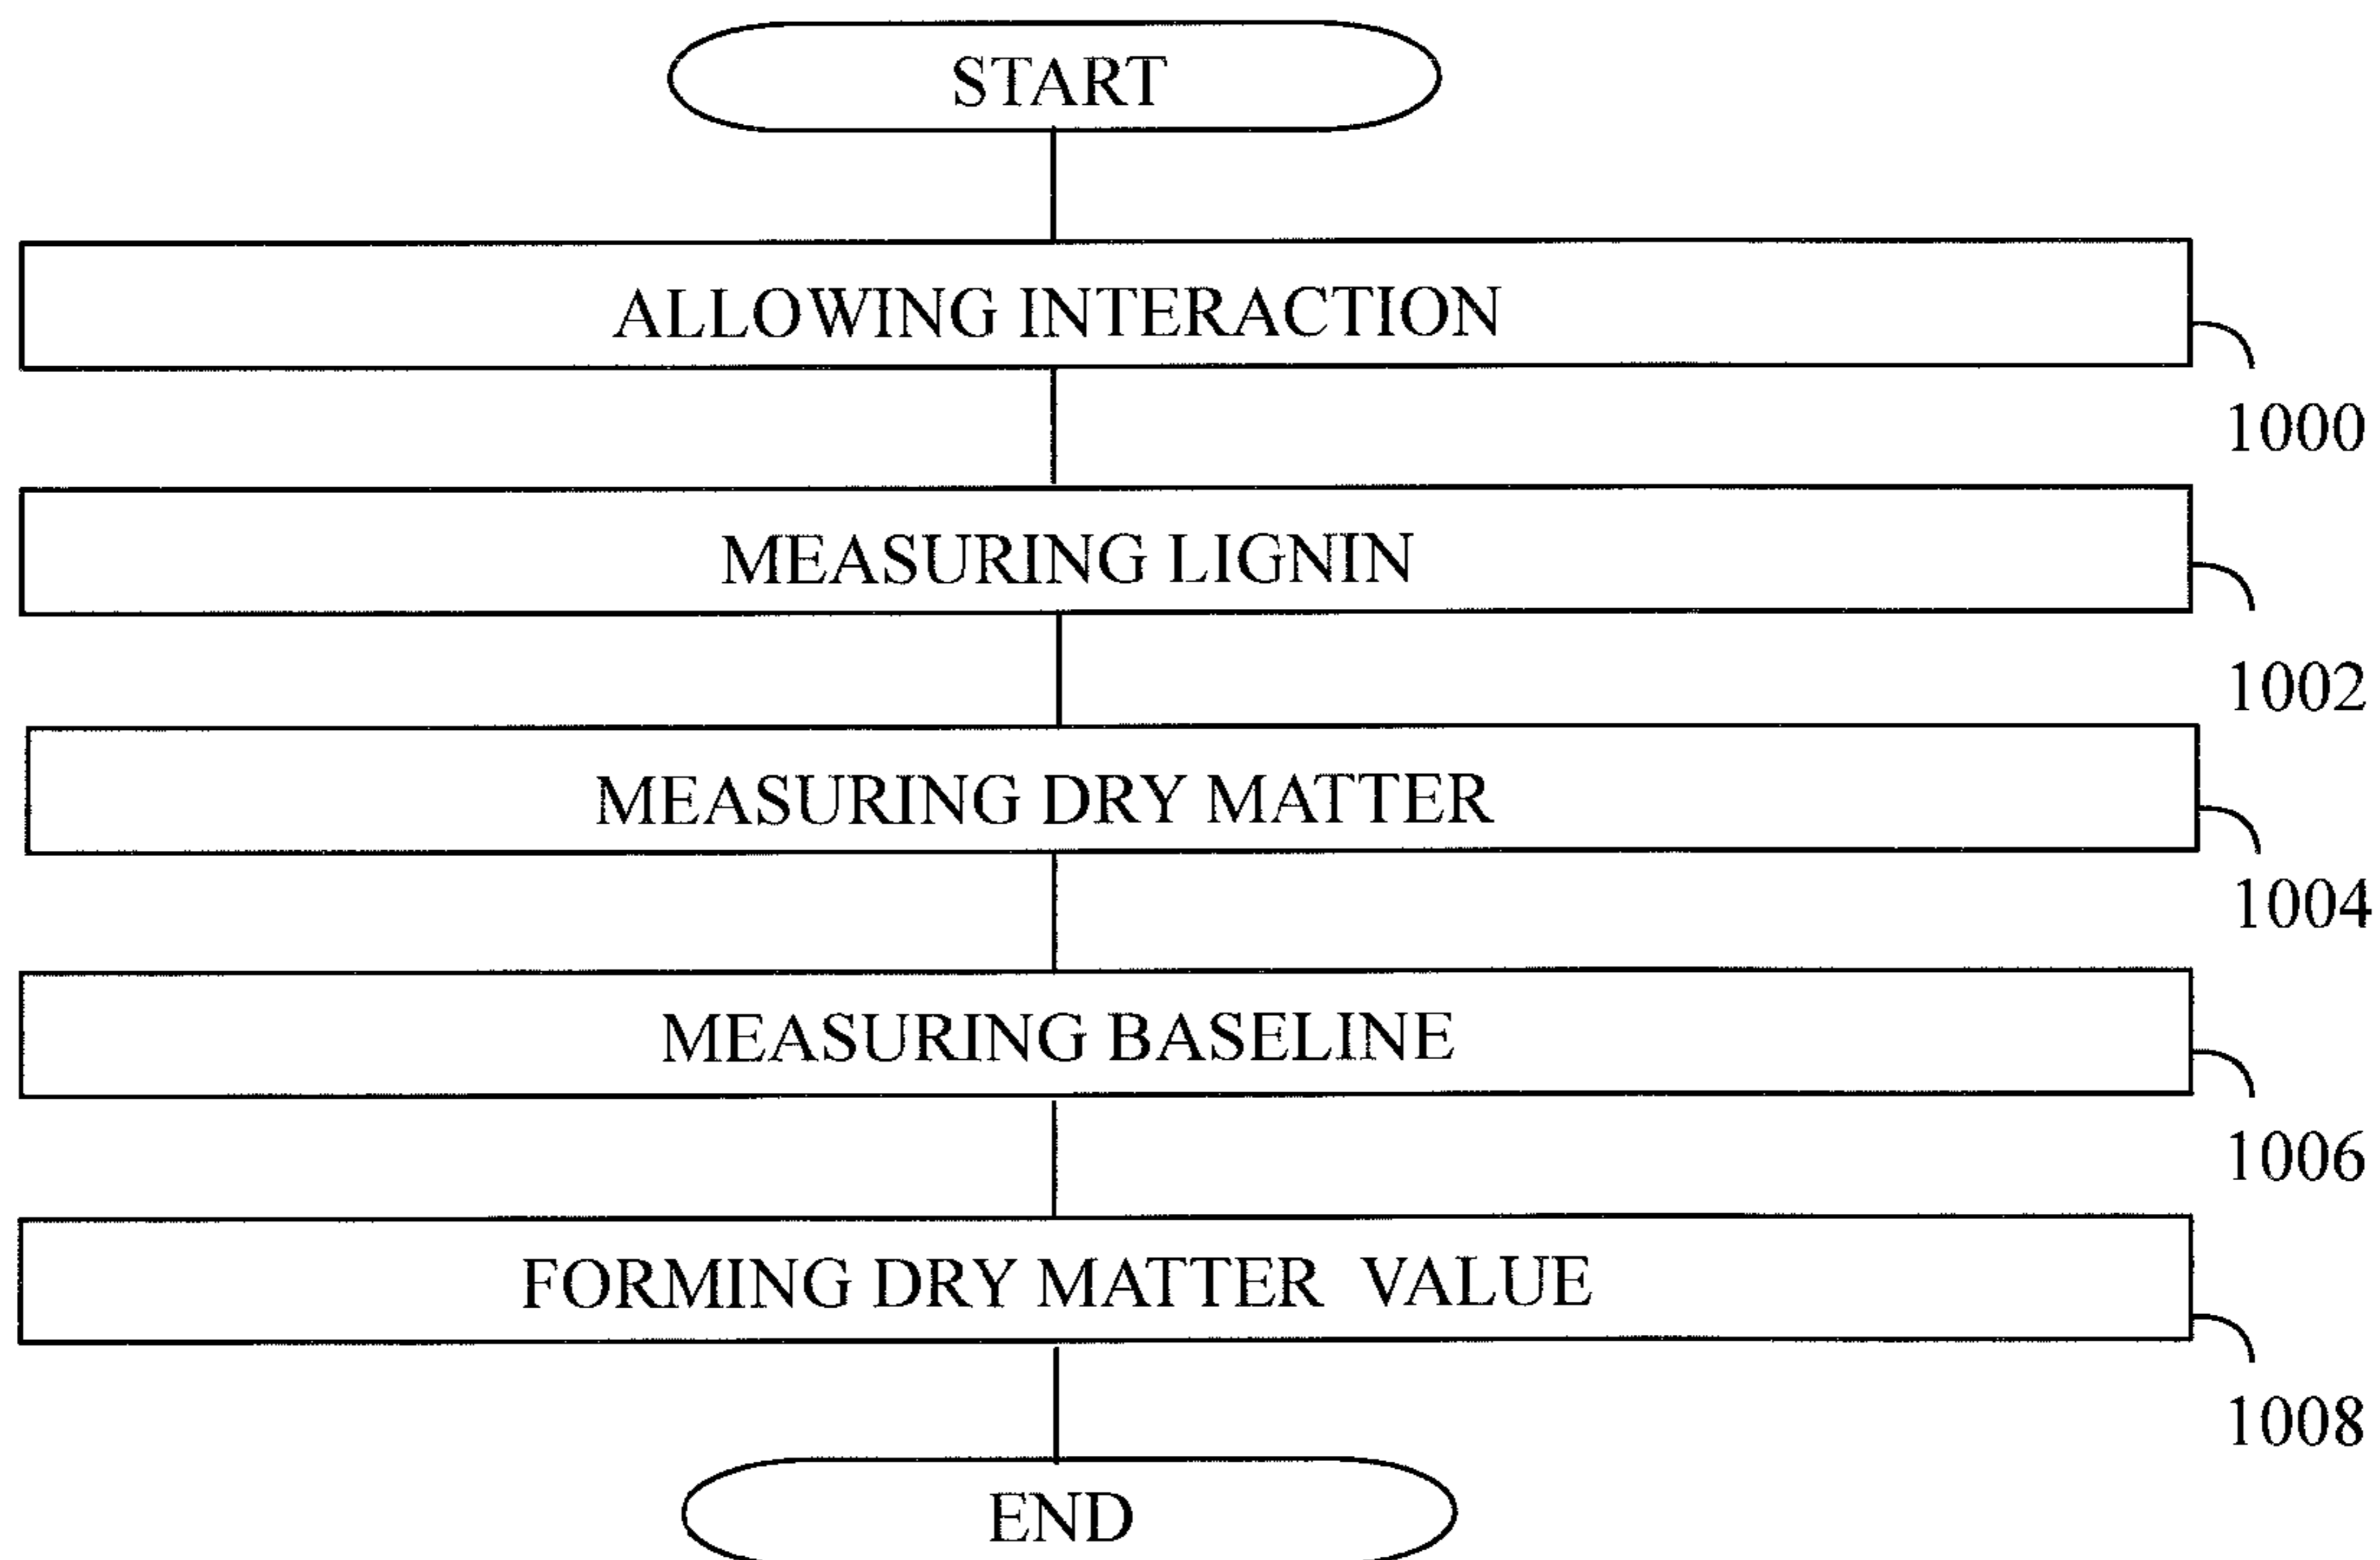 START
ALLOWING INTERACTION
1000
MEASURING LIGNIN
1002
MEASURING DRY MATTER
1004
MEASURING BASELINE
1006
FORMING DRY MATTER VALUE
1008
END